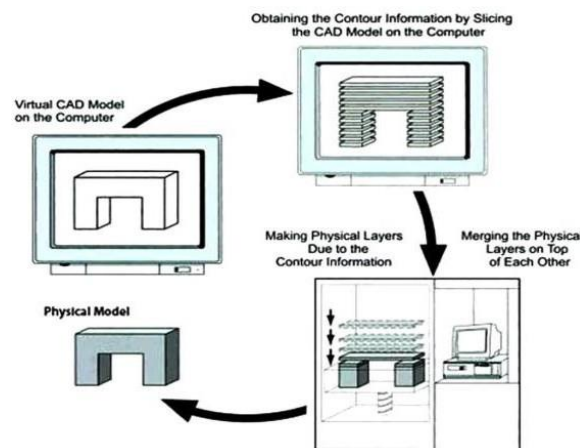 Obtaining the Contour Information by Slicing
the CAD Model on the Computer
Virtual CAD Model
on the Computer
Making Physical Layers
Due to the
Contour Information
Merging the Physical
Layers on Top
of Each Other
Physical Model